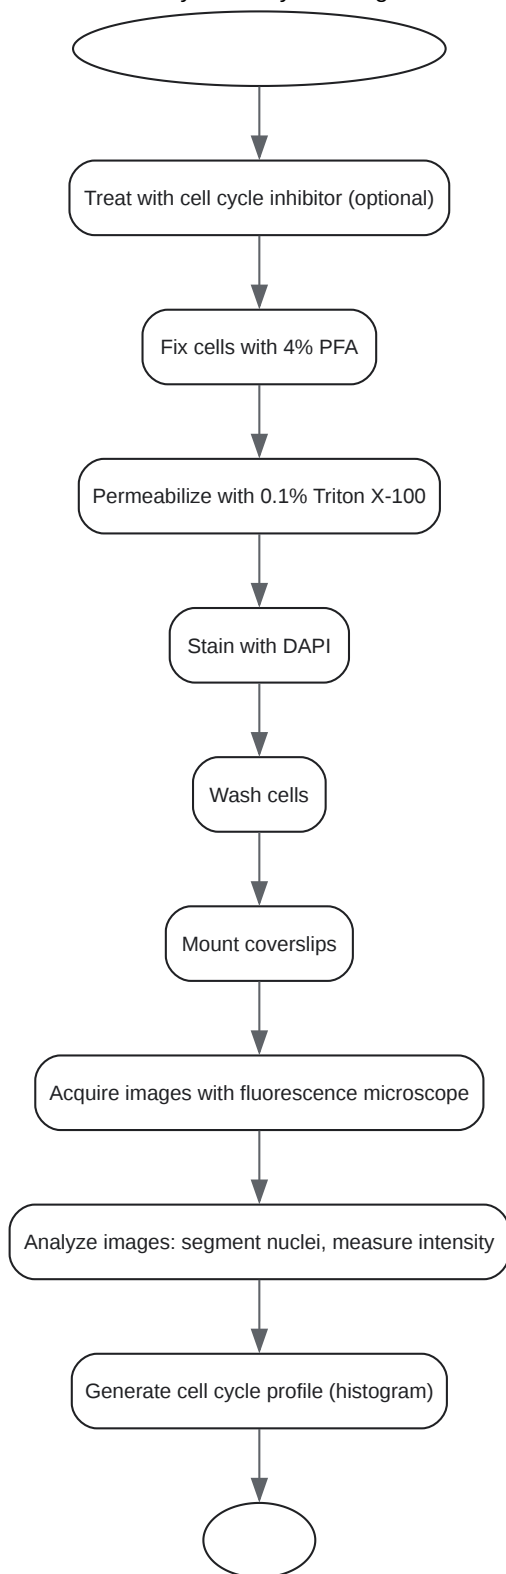 Treat with cell cycle inhibitor (optional)
Fix cells with 4% PFA
Permeabilize with 0.1% Triton X-100
Stain with DAPI
Wash cells
Mount coverslips
Acquire images with fluorescence microscope
Analyze images: segment nuclei, measure intensity
Generate cell cycle profile (histogram)